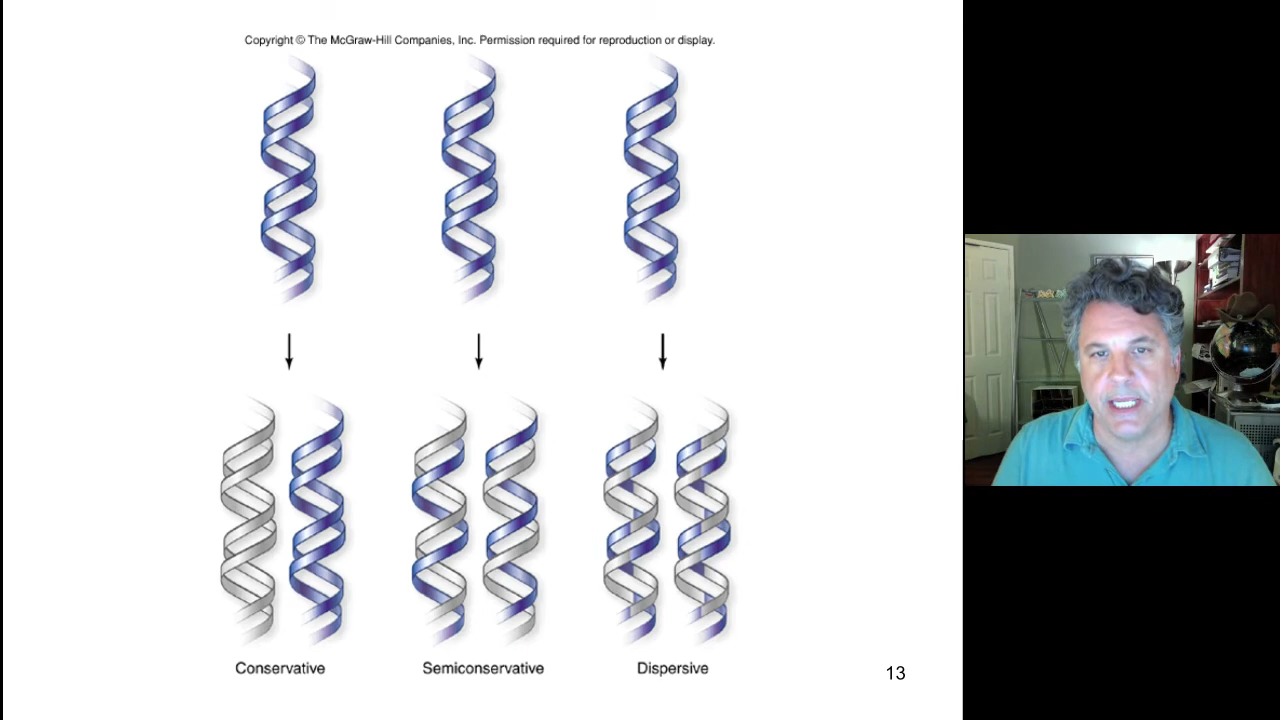 Copyright © The McGraw-Hill Companies, Inc. Permission required for reproduction or display.
Conservative
Semiconservative
Dispersive
13